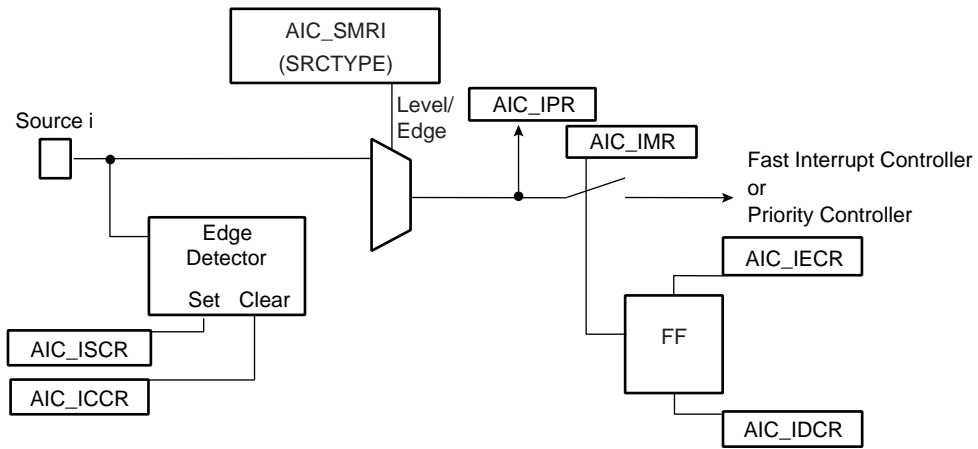 AIC_SMRI
(SRCTYPE)
Level/
Edge
AIC_IPR
AIC_IMR
Source i
Fast Interrupt Controller
or
Priority Controller
Edge
Detector
Set Clear
AIC_IECR
FF
AIC_ISCR
AIC_ICCR
AIC_IDCR